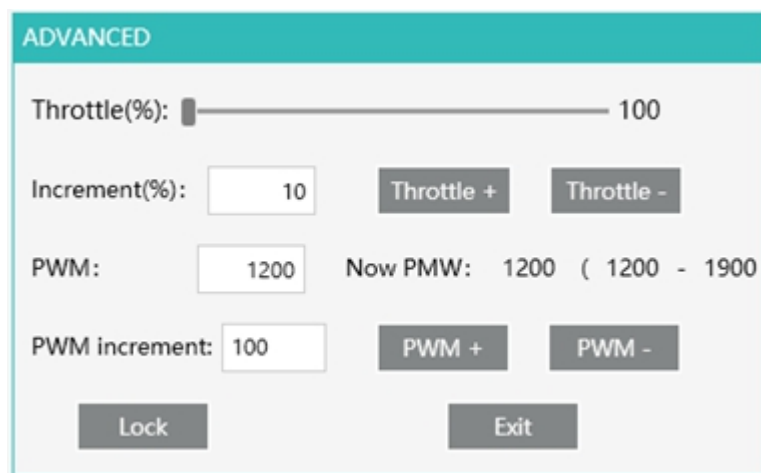 ADVANCED
Throttle(%): 100
Increment(%): 10 Throttle + Throttle -
PWM: 1200 Now PMW: 1200 ( 1200 - 1900
PWM increment: 100 PWM + PWM -
Lock Exit